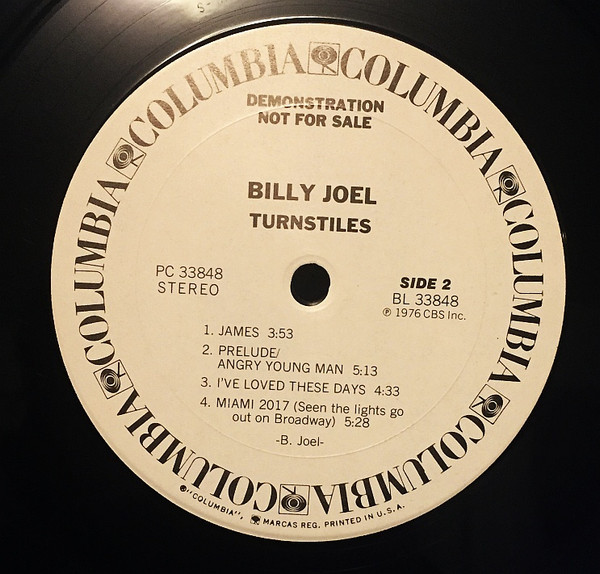 COLUMBIA COLUMBIA COLUMBIA COLUMBIA COLUMBIA COLUMBIA COLUMBIA COLUMBIA
DEMONSTRATION
NOT FOR SALE
BILLY JOEL
TURNSTILES
PC 33848
STEREO
SIDE 2
BL 33848
℗ 1976 CBS Inc.
1. JAMES 3:53
2. PRELUDE/
ANGRY YOUNG MAN 5:13
3. I'VE LOVED THESE DAYS 4:33
4. MIAMI 2017 (Seen the lights go
out on Broadway) 5:28
-B. Joel-
"COLUMBIA", MARCAS REG. PRINTED IN U.S.A.